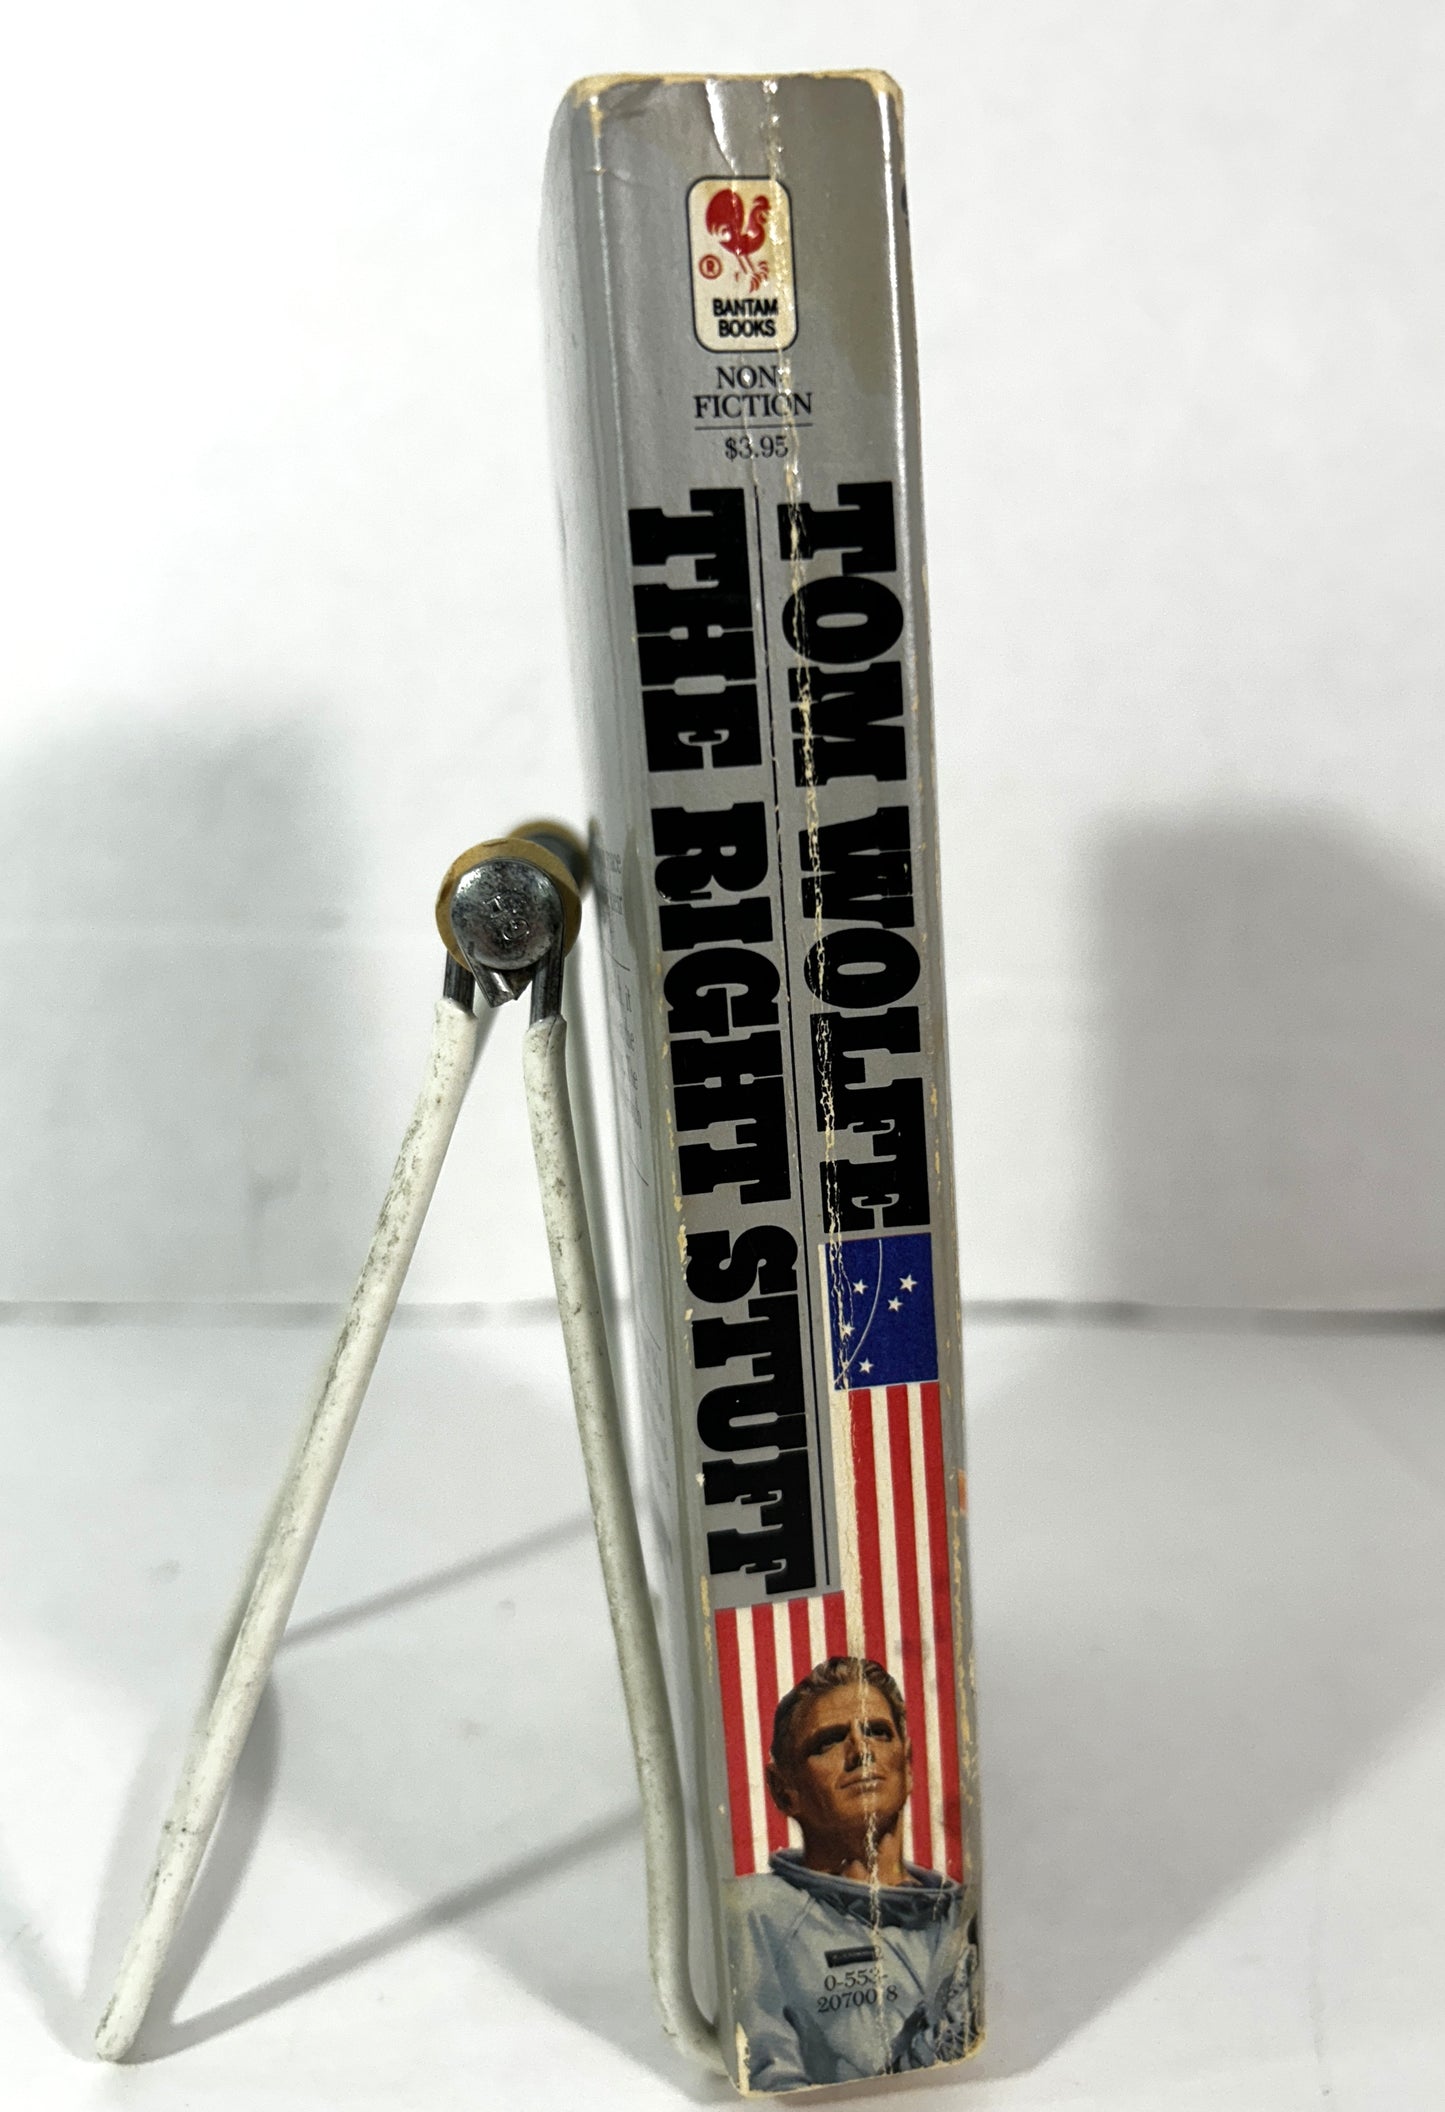 ®
BANTAM
BOOKS
NON-
FICTION
$3.95
TOM WOLFE
THE RIGHT STUFF
0-553-
20700-8